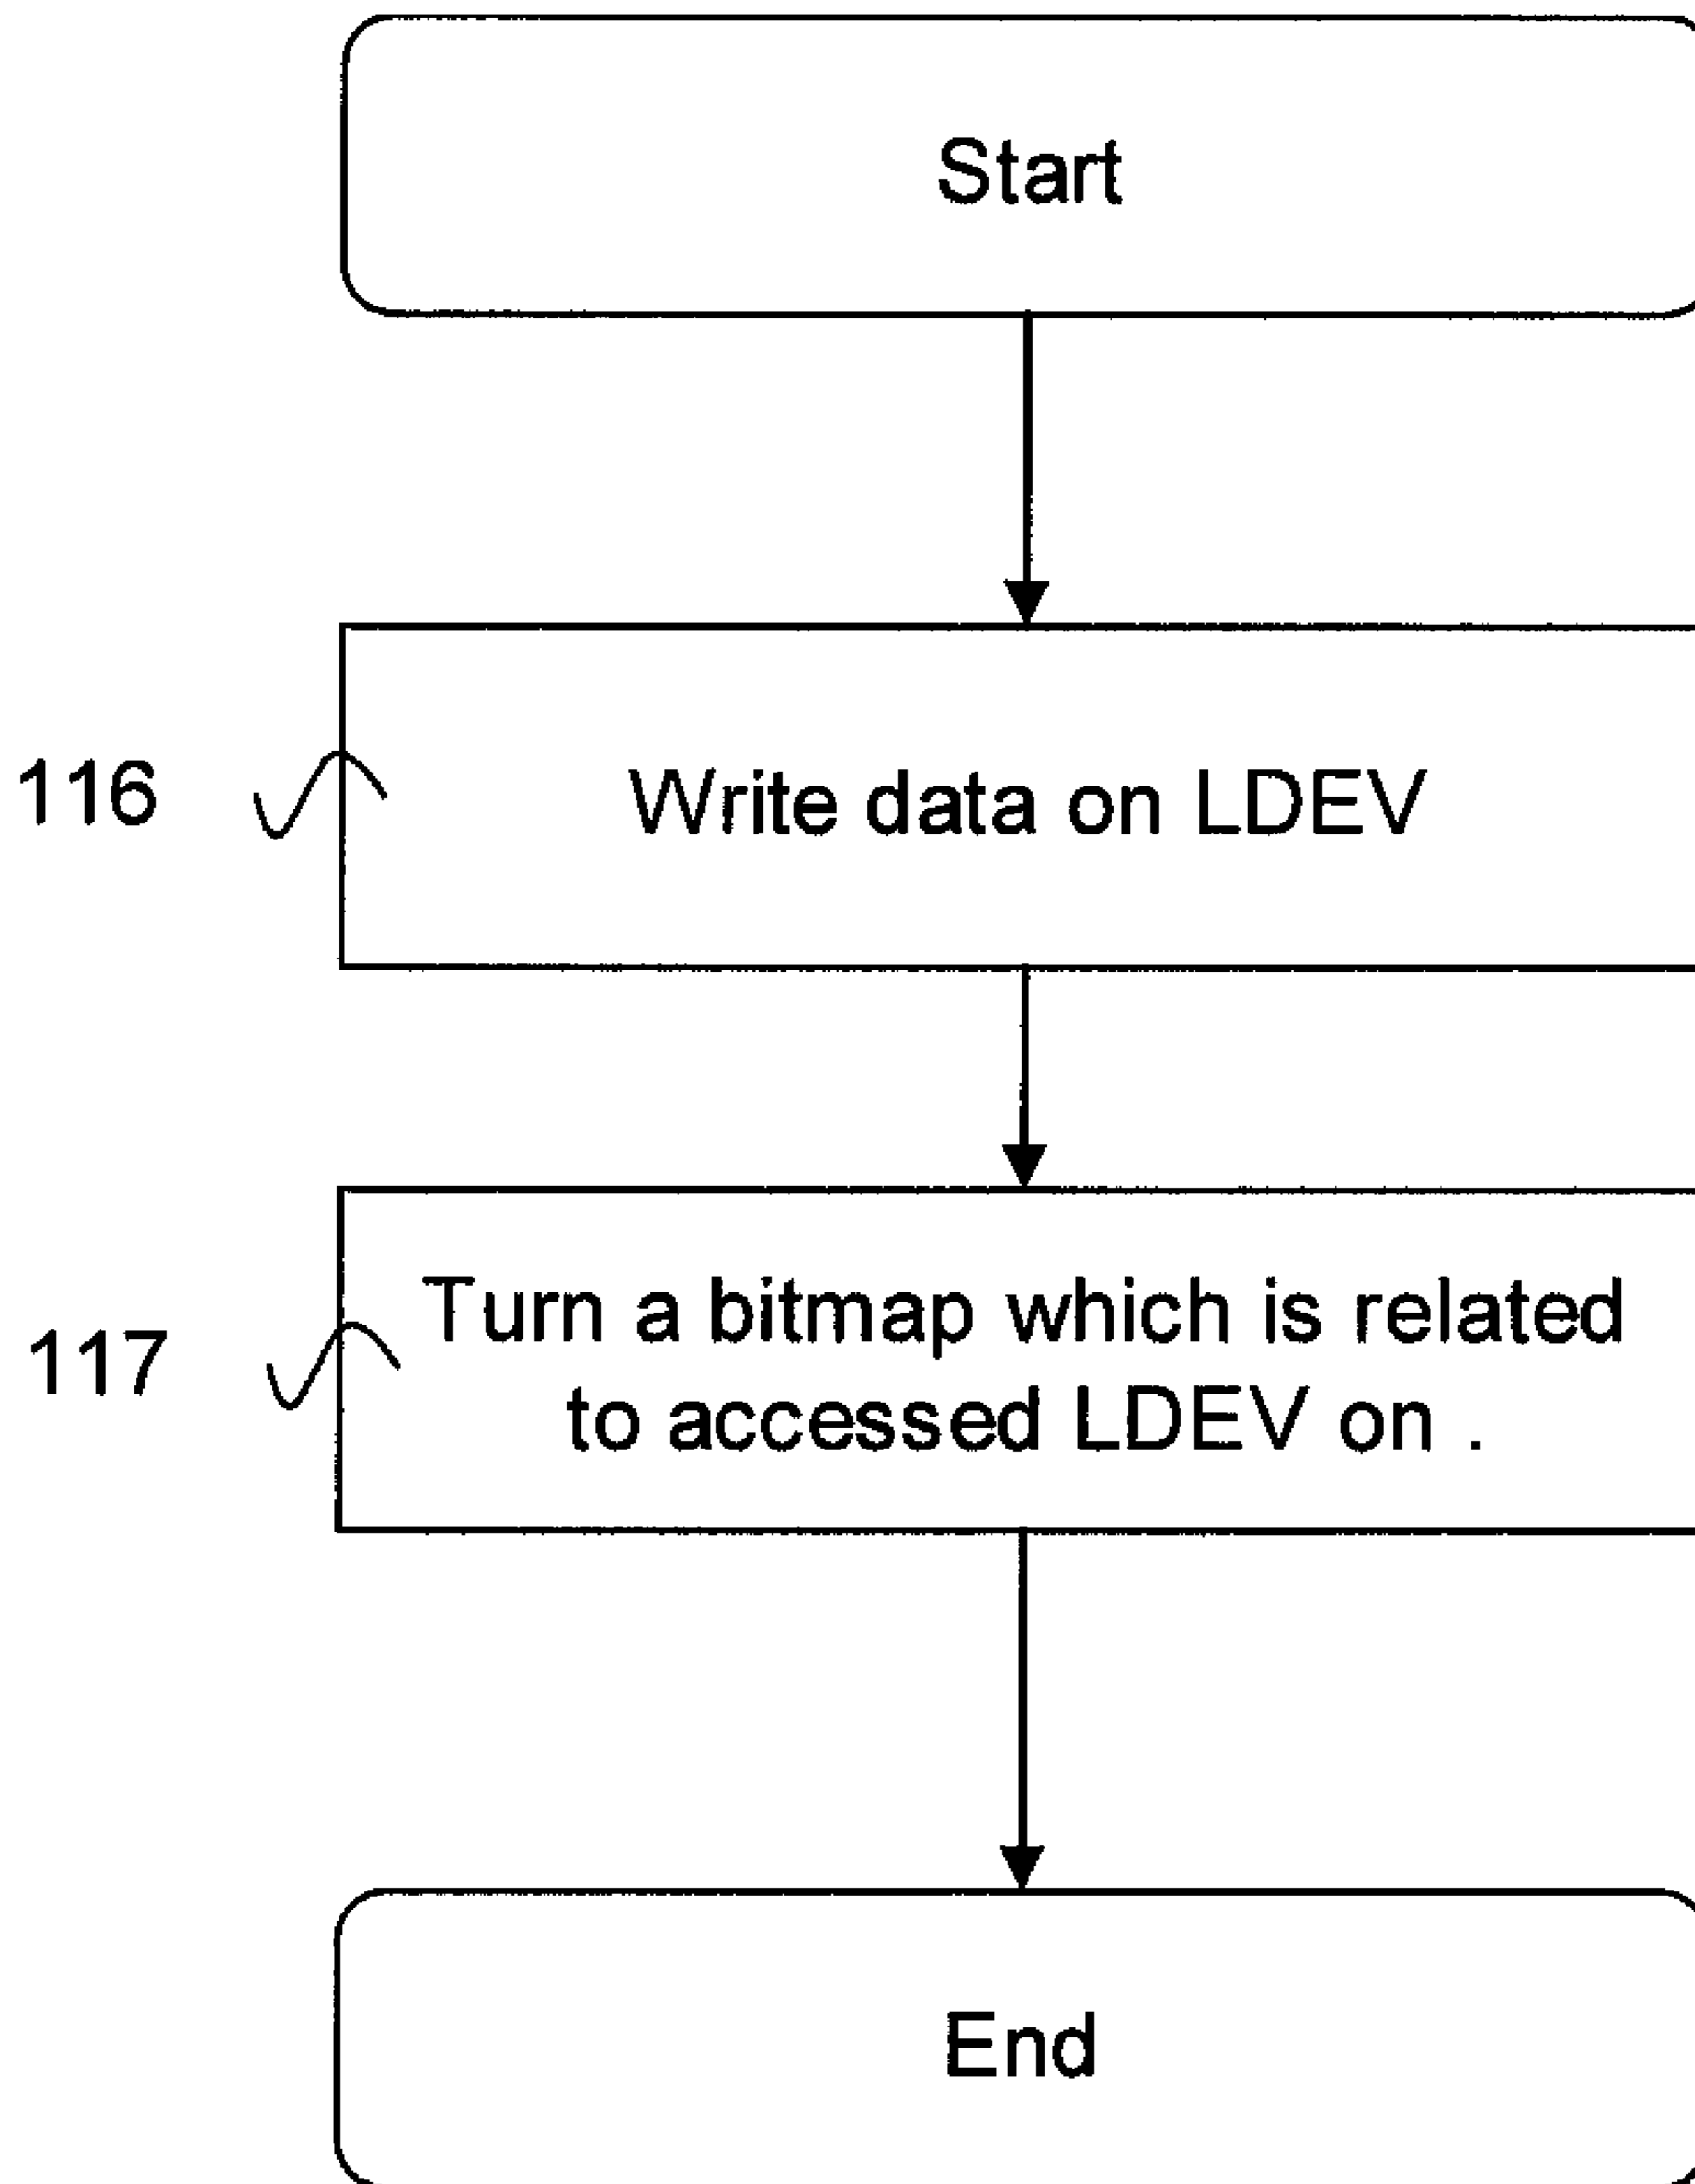 Start
116
Write data on LDEV
117
Turn a bitmap which is related
to accessed LDEV on .
End